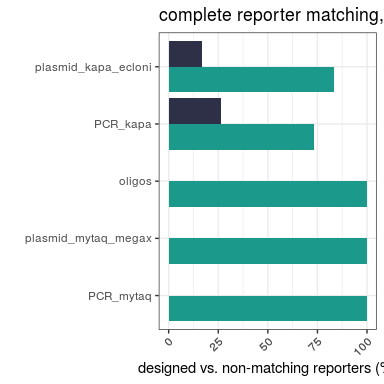 complete reporter matching,
plasmid_kapa_ecloni
PCR_kapa
oligos
plasmid_mytaq_megax
PCR_mytaq
0
25
50
75
100
designed vs. non-matching reporters (%